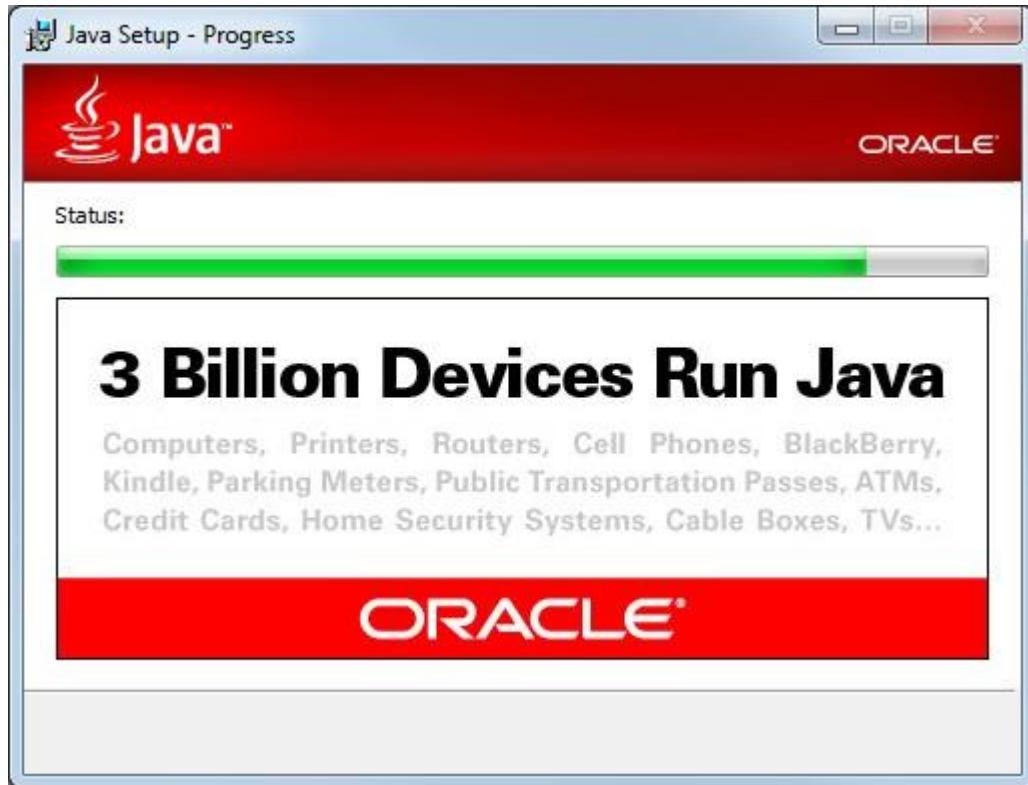 Java Setup - Progress
Java™
ORACLE®
Status:
3 Billion Devices Run Java
Computers, Printers, Routers, Cell Phones, BlackBerry,
Kindle, Parking Meters, Public Transportation Passes, ATMs,
Credit Cards, Home Security Systems, Cable Boxes, TVs...
ORACLE®